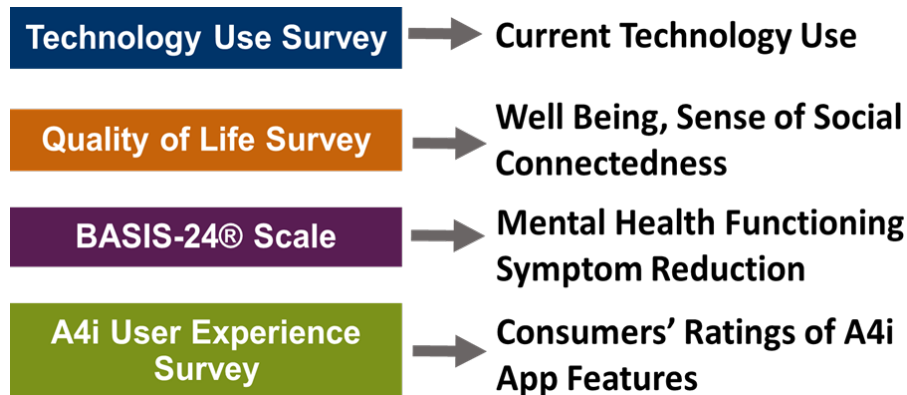 Technology Use Survey
Current Technology Use
Quality of Life Survey
Well Being, Sense of Social
Connectedness
BASIS-24® Scale
Mental Health Functioning
Symptom Reduction
A4i User Experience
Survey
Consumers’ Ratings of A4i
App Features